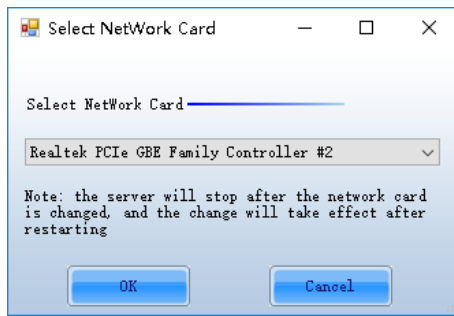 Select NetWork Card
Select NetWork Card
Realtek PCIe GBE Family Controller #2
Note: the server will stop after the network card
is changed, and the change will take effect after
restarting
OK
Cancel